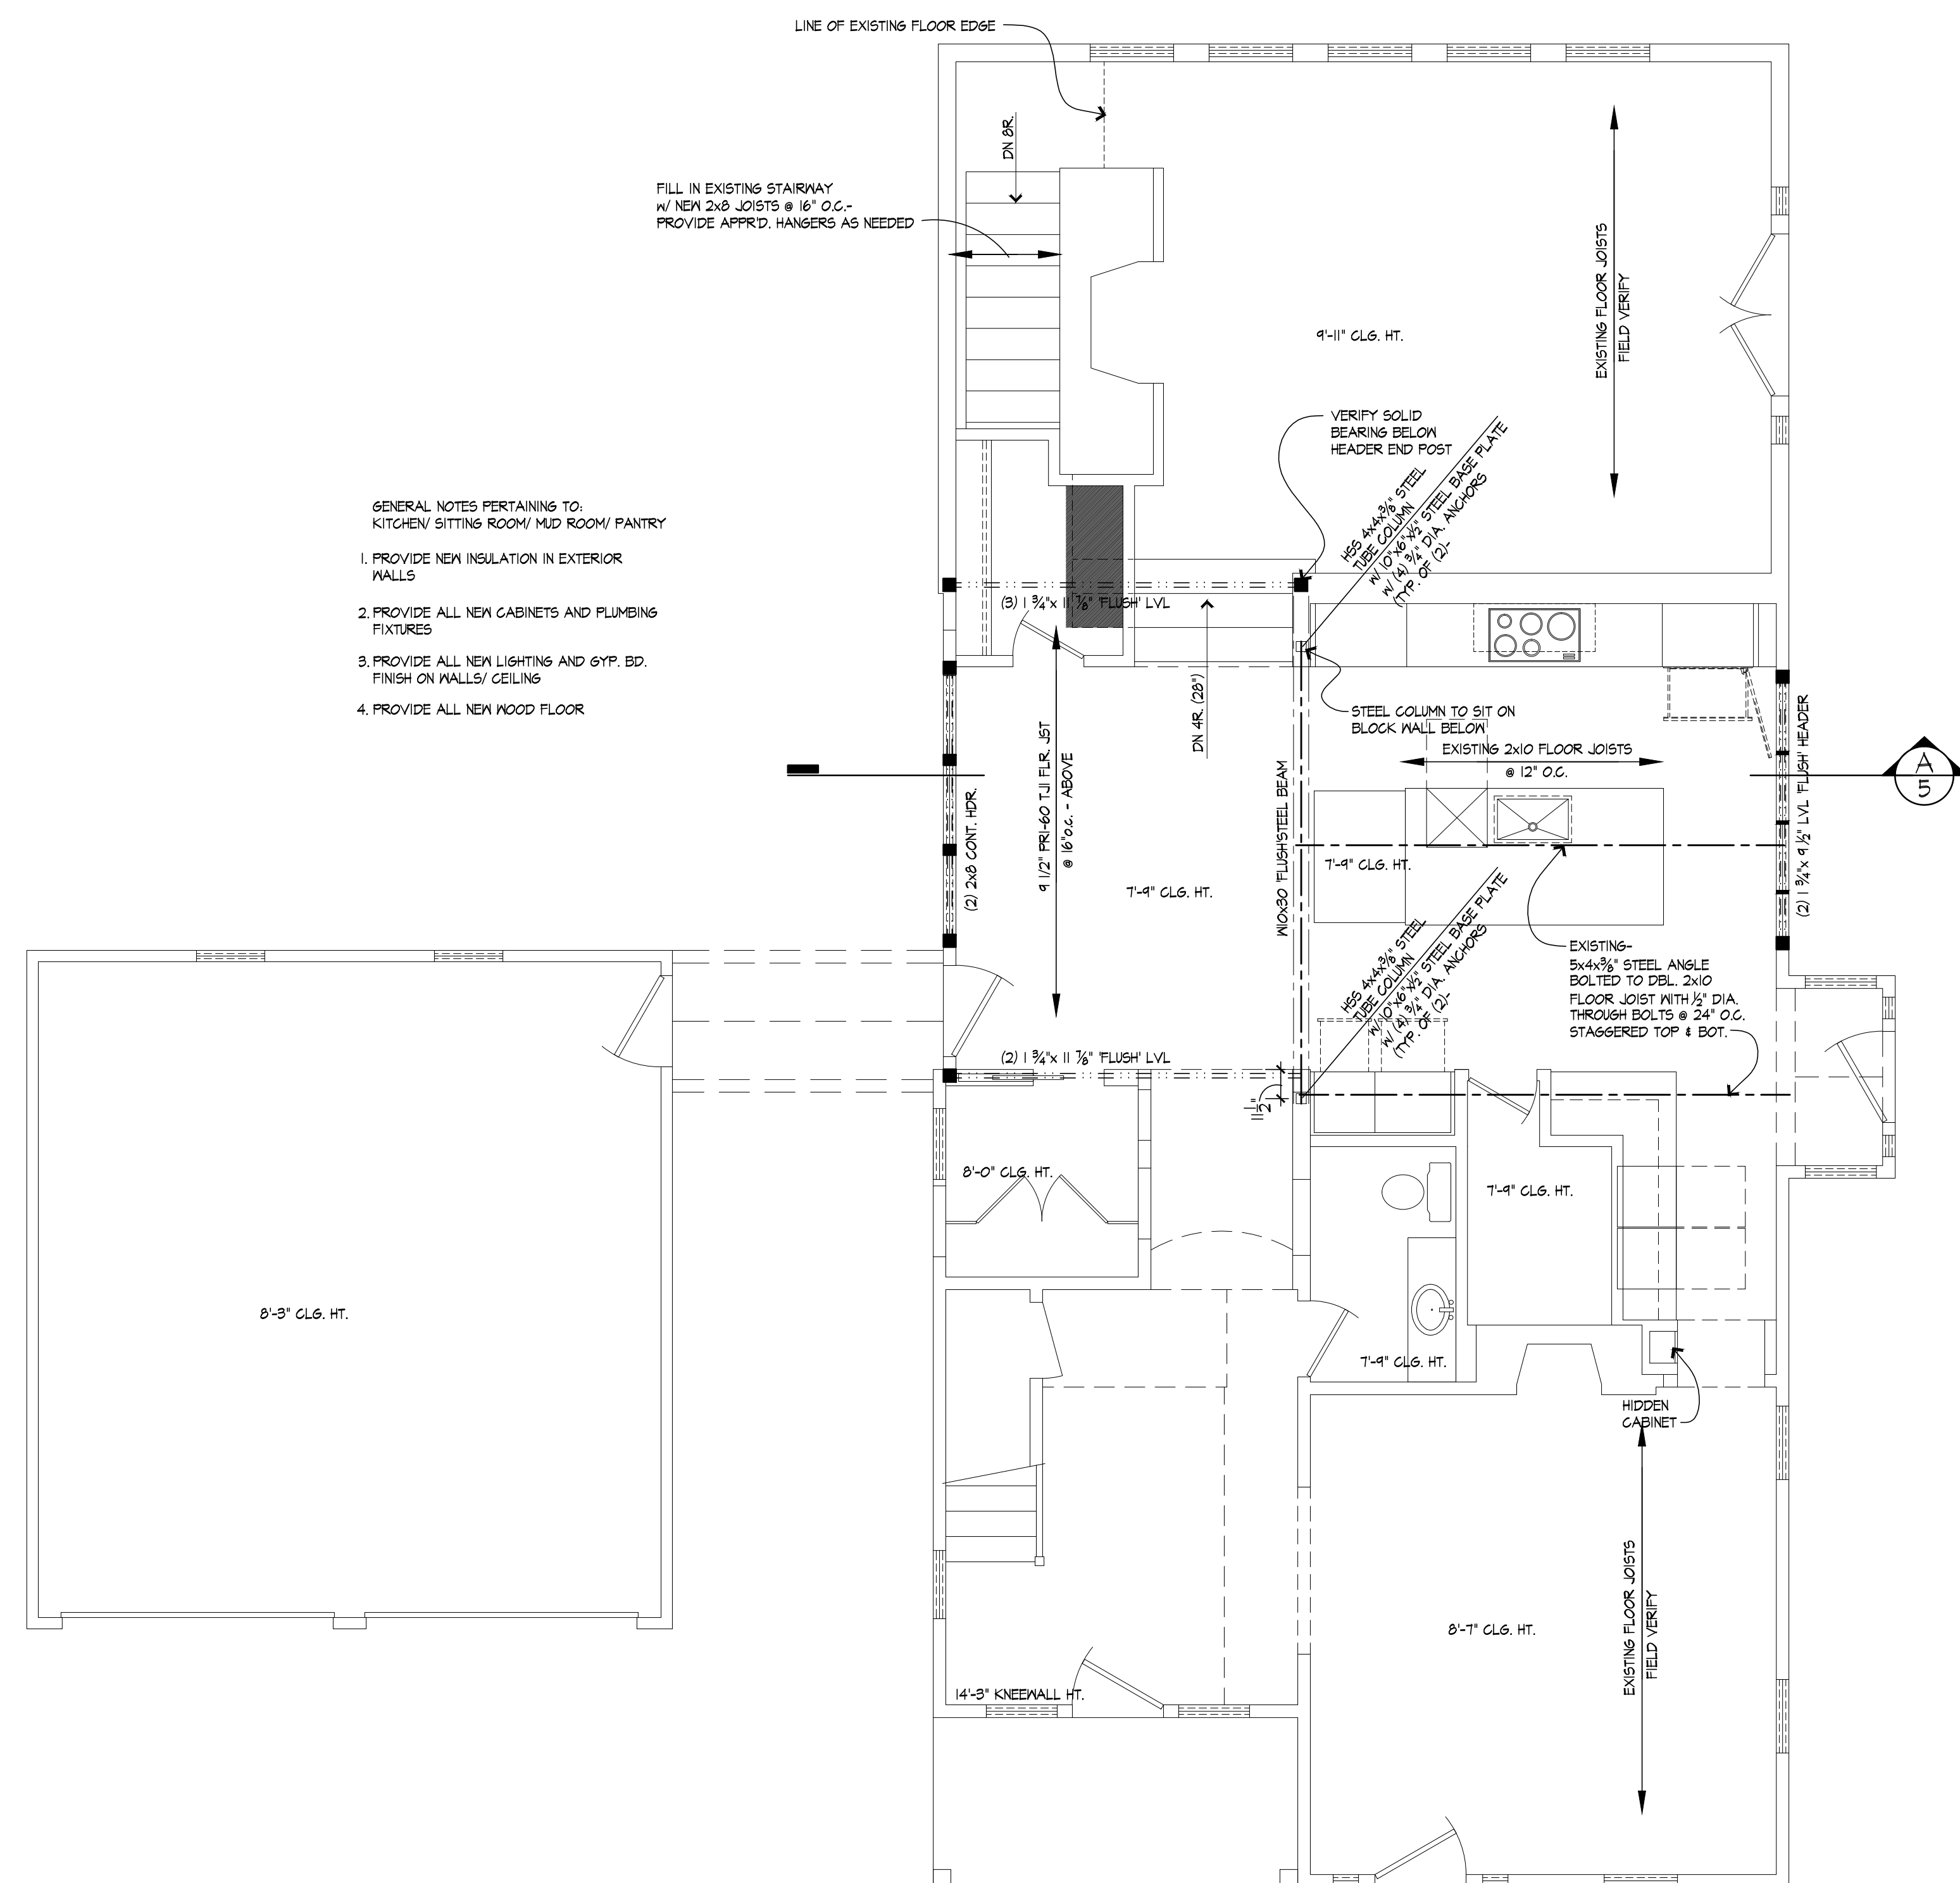 LINE OF EXISTING FLOOR EDGE
DN 8R.
FILL IN EXISTING STAIRWAY
w/ NEW 2x8 JOISTS @ 16" O.C.-
PROVIDE APPR'D. HANGERS AS NEEDED
EXISTING FLOOR JOISTS
FIELD VERIFY
9'-11" CLG. HT.
VERIFY SOLID
BEARING BELOW
HEADER END POST
HSS 4x4x3/8" STEEL
TUBE COLUMN
w/ 10"x6"x1/2" STEEL BASE PLATE
w/ (4) 3/4" DIA. ANCHORS
(TYP. OF (2)-
GENERAL NOTES PERTAINING TO:
KITCHEN/ SITTING ROOM/ MUD ROOM/ PANTRY
1. PROVIDE NEW INSULATION IN EXTERIOR
WALLS
2. PROVIDE ALL NEW CABINETS AND PLUMBING
FIXTURES
3. PROVIDE ALL NEW LIGHTING AND GYP. BD.
FINISH ON WALLS/ CEILING
4. PROVIDE ALL NEW WOOD FLOOR
(3) 1 3/4"x 11 7/8" 'FLUSH' LVL
DN 4R. (28")
STEEL COLUMN TO SIT ON
BLOCK WALL BELOW
EXISTING 2x10 FLOOR JOISTS
@ 12" O.C.
9 1/2" PRI-60 TJI FLR. JST
@ 16"o.c. - ABOVE
(2) 2x8 CONT. HDR.
W10x30 'FLUSH'STEEL BEAM
(2) 1 3/4"x 9 1/2" LVL 'FLUSH' HEADER
A
5
7'-9" CLG. HT.
7'-9" CLG. HT.
HSS 4x4x3/8" STEEL
TUBE COLUMN
w/ 10"x6"x1/2" STEEL BASE PLATE
w/ (4) 3/4" DIA. ANCHORS
(TYP. OF (2)-
EXISTING-
5x4x3/8" STEEL ANGLE
BOLTED TO DBL. 2x10
FLOOR JOIST WITH 1/2" DIA.
THROUGH BOLTS @ 24" O.C.
STAGGERED TOP & BOT.
(2) 1 3/4"x 11 7/8" 'FLUSH' LVL
11 1/2"
8'-0" CLG. HT.
7'-9" CLG. HT.
8'-3" CLG. HT.
7'-9" CLG. HT.
HIDDEN
CABINET
EXISTING FLOOR JOISTS
FIELD VERIFY
8'-7" CLG. HT.
14'-3" KNEEWALL HT.